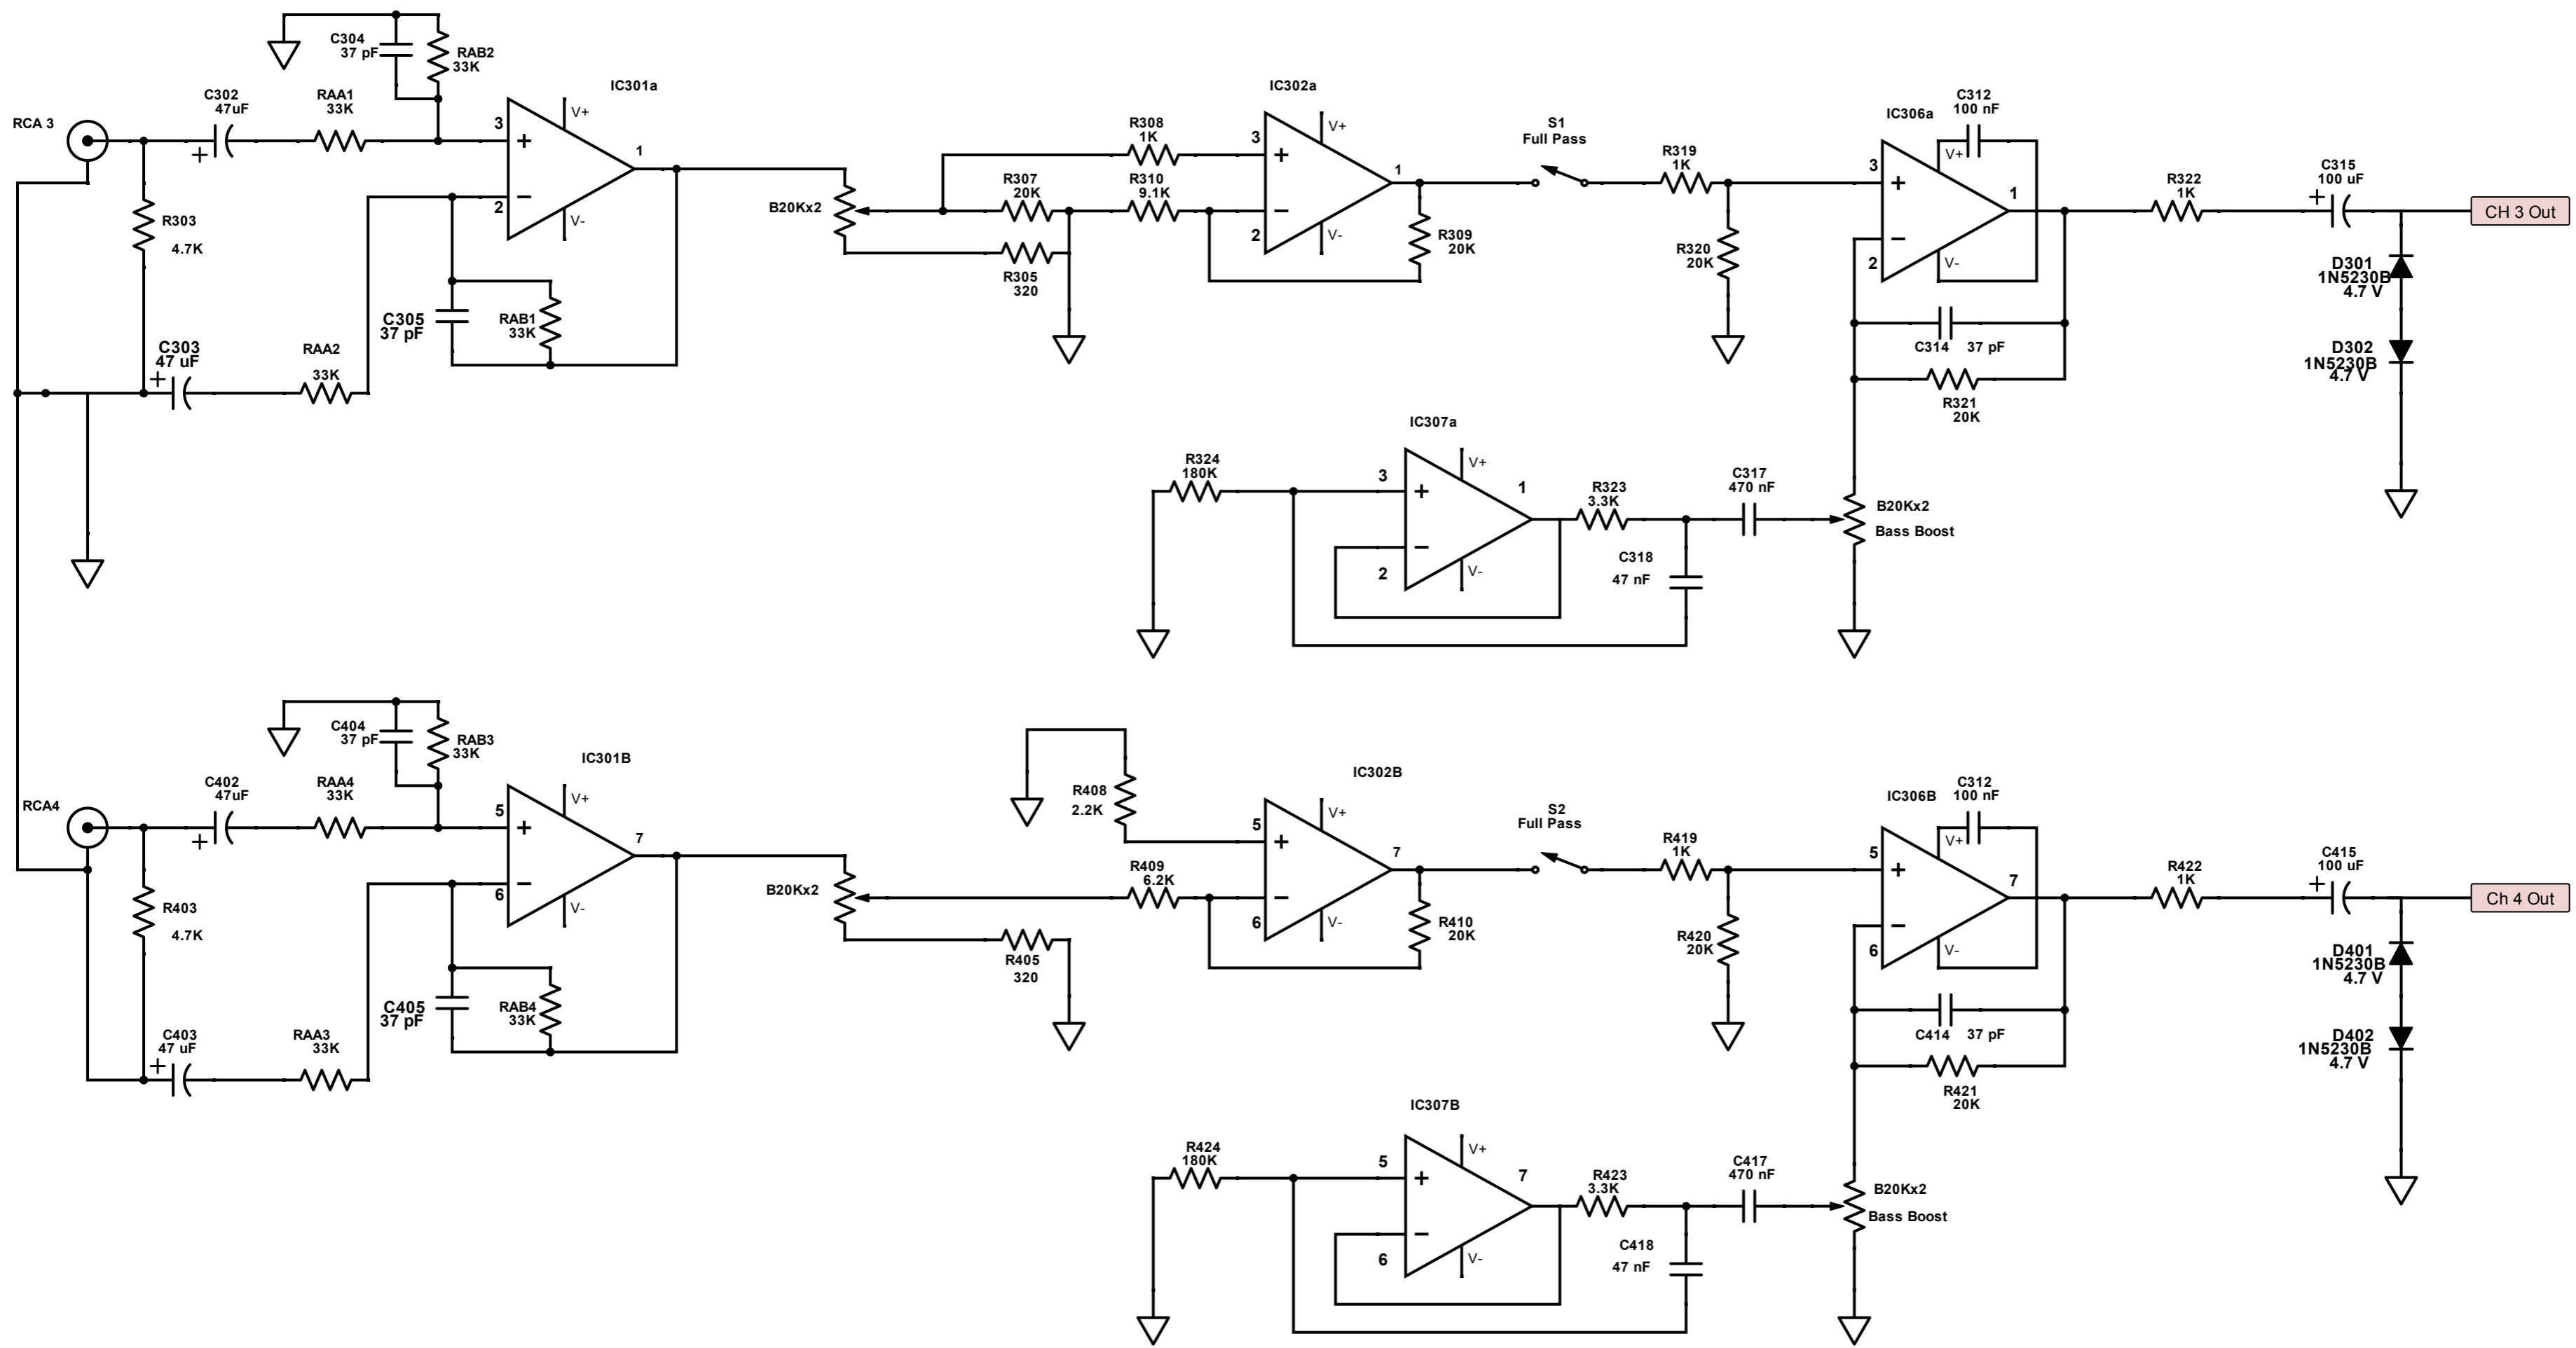 C304
37 pF
RAB2
33K
C302
47uF
RAA1
33K
RCA 3
IC301a
3
V+
1
2
V-
R303
4.7K
C303
47 uF
RAA2
33K
C305
37 pF
RAB1
33K
B20Kx2
R308
1K
R307
20K
R310
9.1K
R305
320
IC302a
3
V+
1
2
V-
R309
20K
S1
Full Pass
R319
1K
R320
20K
IC306a
C312
100 nF
3
V+
1
2
V-
C314
37 pF
R321
20K
R322
1K
C315
100 uF
CH 3 Out
D301
1N5230B
4.7 V
D302
1N5230B
4.7 V
IC307a
R324
180K
3
V+
1
2
V-
R323
3.3K
C317
470 nF
C318
47 nF
B20Kx2
Bass Boost
C404
37 pF
RAB3
33K
C402
47uF
RAA4
33K
RCA4
IC301B
5
V+
7
6
V-
R403
4.7K
C403
47 uF
RAA3
33K
C405
37 pF
RAB4
33K
B20Kx2
R408
2.2K
R409
6.2K
R405
320
IC302B
5
V+
7
6
V-
R410
20K
S2
Full Pass
R419
1K
R420
20K
IC306B
C312
100 nF
5
V+
7
6
V-
C414
37 pF
R421
20K
R422
1K
C415
100 uF
Ch 4 Out
D401
1N5230B
4.7 V
D402
1N5230B
4.7 V
IC307B
R424
180K
5
V+
7
6
V-
R423
3.3K
C417
470 nF
C418
47 nF
B20Kx2
Bass Boost